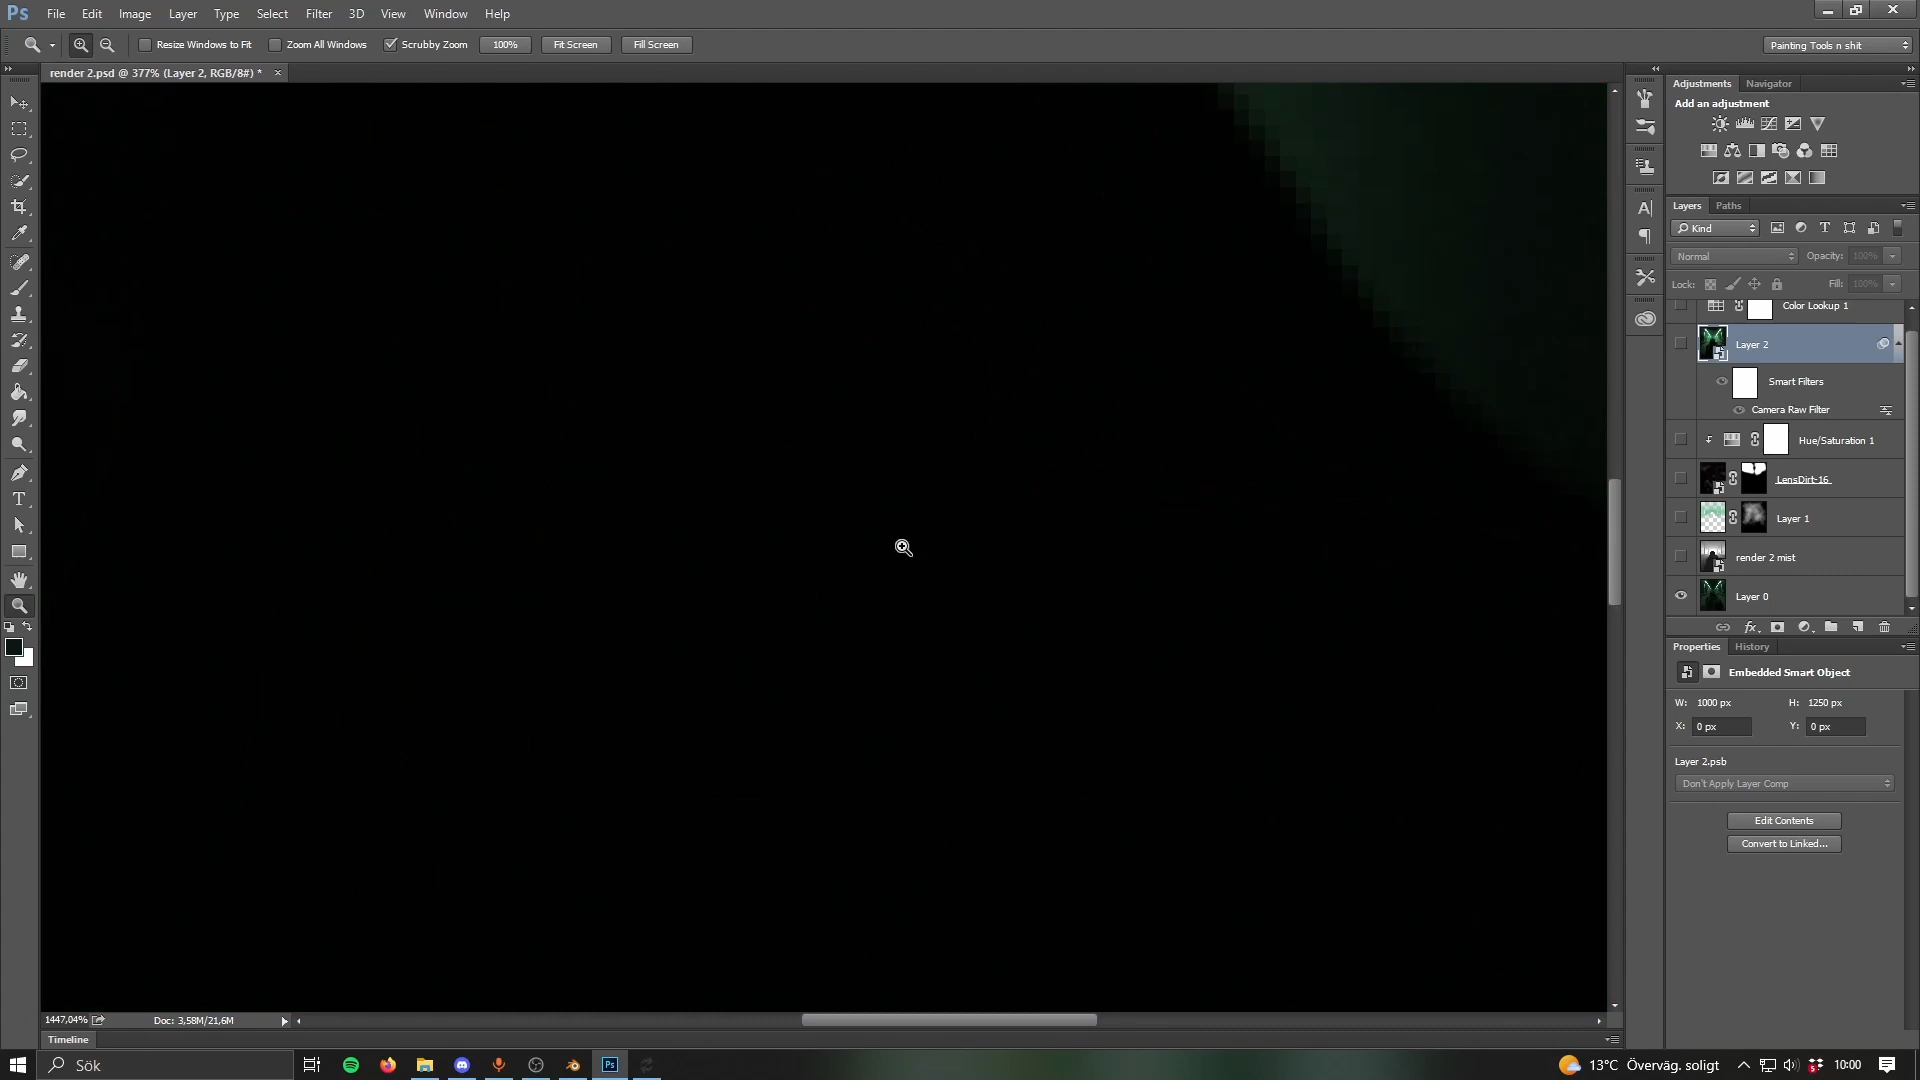 Ps File Edit Image Layer Type Select Filter 3D View Window Help
Resize Windows to Fit Zoom All Windows Scrubby Zoom 100% Fit Screen Fill Screen Painting Tools n shit
render 2.psd @ 377% (Layer 2, RGB/8#) *
Adjustments Navigator
Add an adjustment
Layers Paths
Kind
Normal Opacity: 100%
Lock: Fill: 100%
Color Lookup 1
Layer 2
Smart Filters
Camera Raw Filter
Hue/Saturation 1
LensDirt-16
Layer 1
render 2 mist
Layer 0
Properties History
Embedded Smart Object
W: 1000 px H: 1250 px
X: 0 px Y: 0 px
Layer 2.psb
Don't Apply Layer Comp
Edit Contents
Convert to Linked...
1447,04% Doc: 3,58M/21,6M
Timeline
Sök Ps 13°C Överväg. soligt 10:00